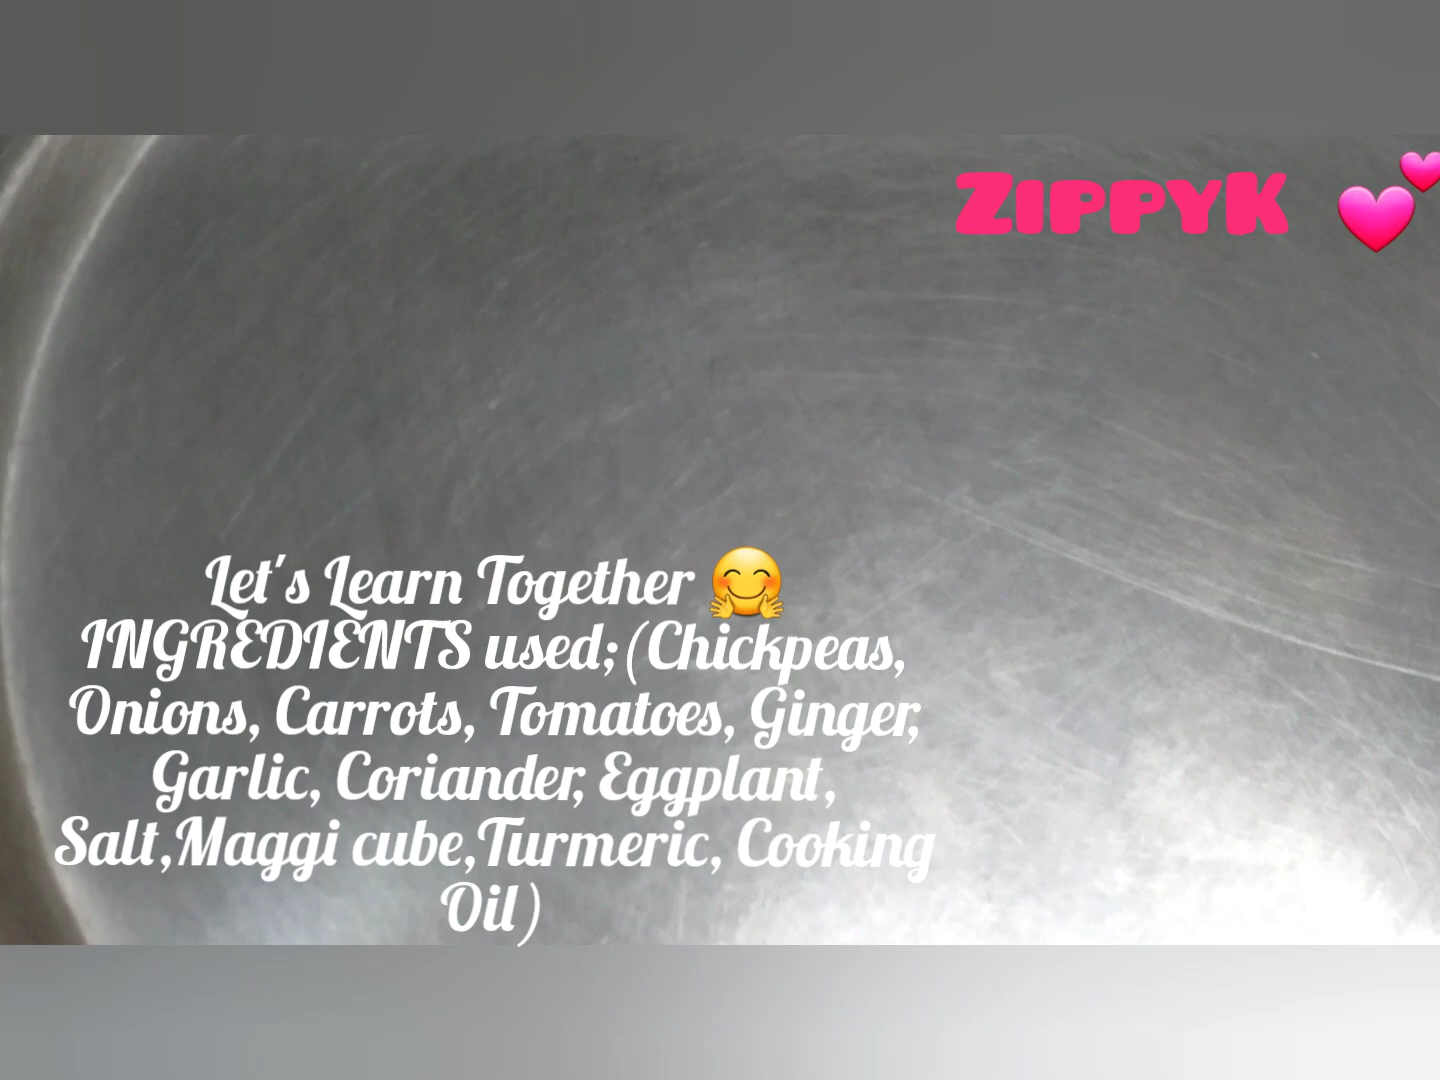 ZIPPYK 💕
Let's Learn Together 🤗
INGREDIENTS used;(Chickpeas,
Onions, Carrots, Tomatoes, Ginger,
Garlic, Coriander, Eggplant,
Salt,Maggi cube,Turmeric, Cooking
Oil)